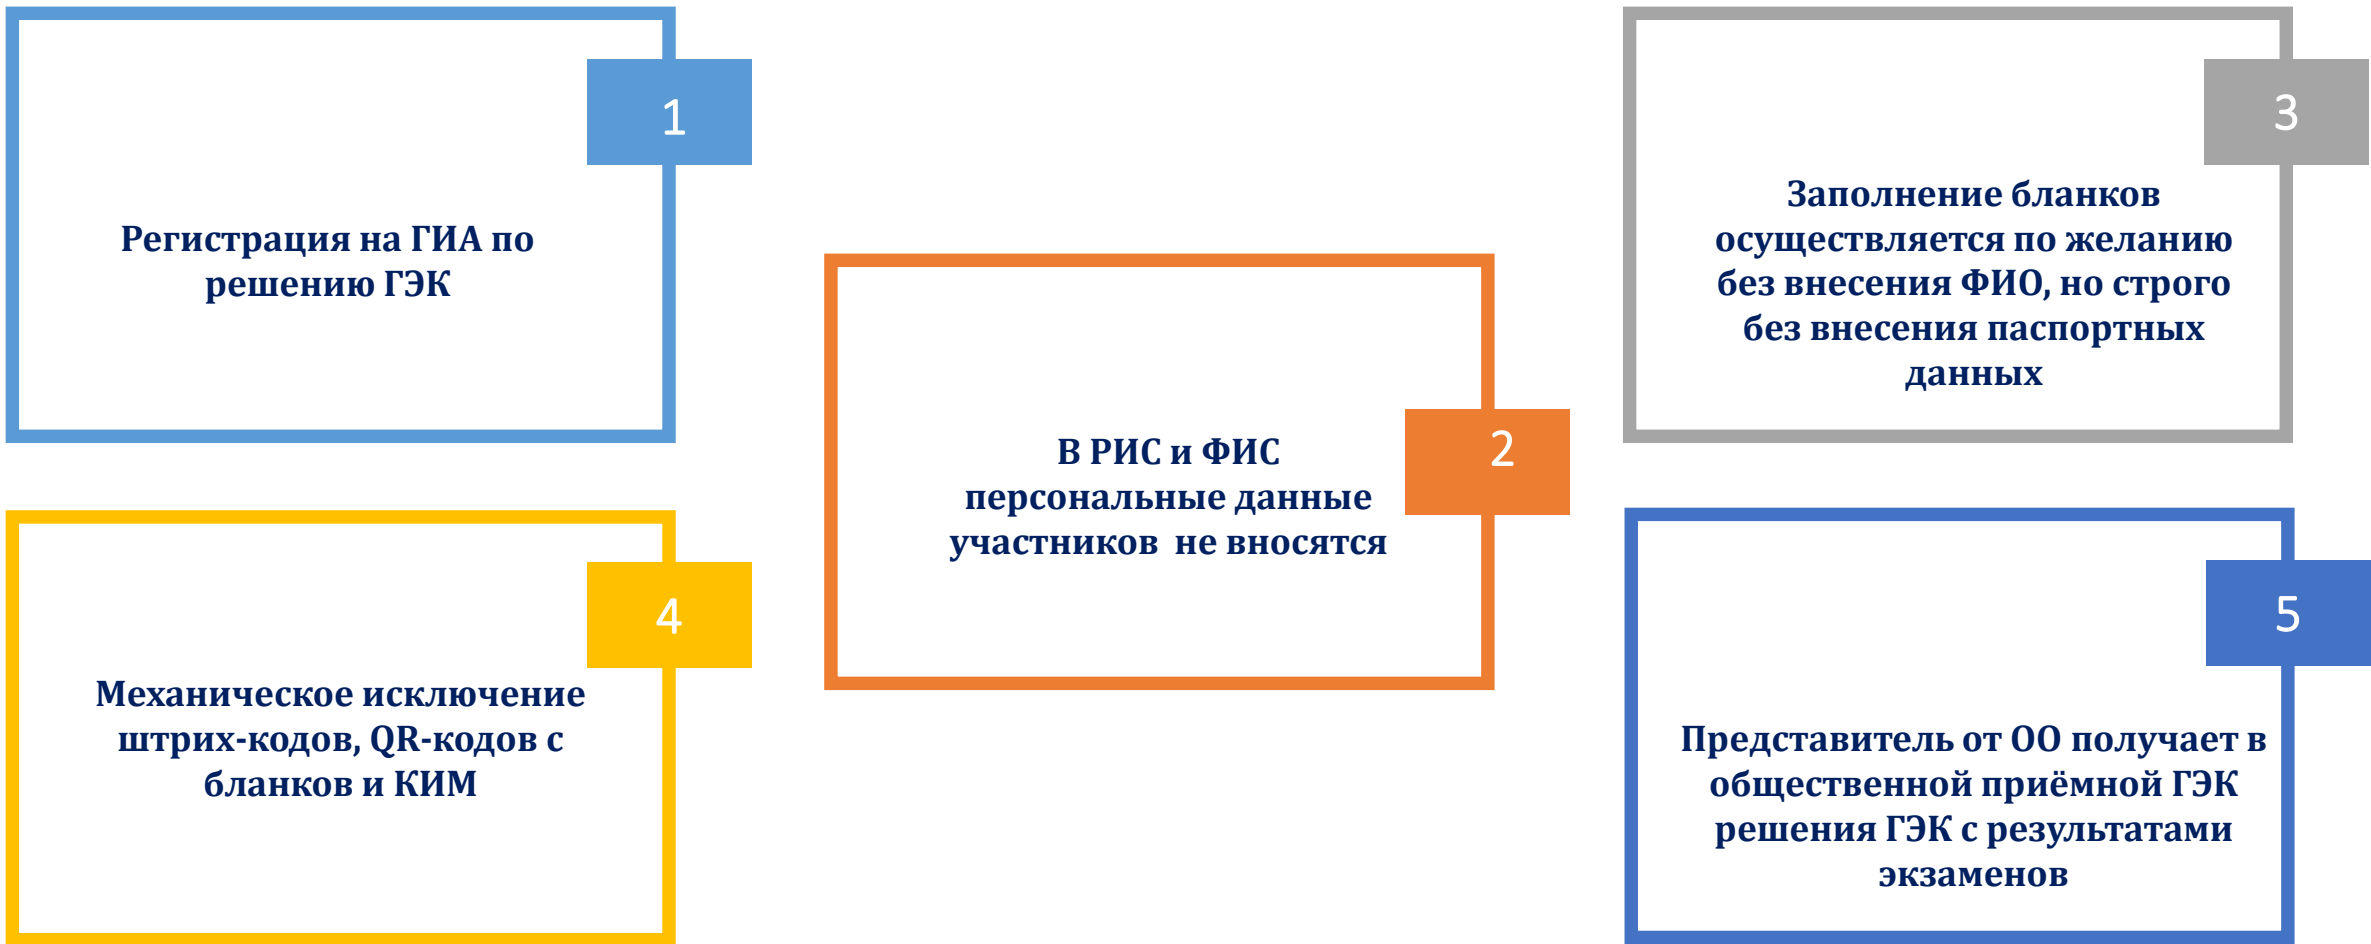 1
Регистрация на ГИА по
решению ГЭК
2
В РИС и ФИС
персональные данные
участников  не вносятся
3
Заполнение бланков
осуществляется по желанию
без внесения ФИО, но строго
без внесения паспортных
данных
4
Механическое исключение
штрих-кодов, QR-кодов с
бланков и КИМ
5
Представитель от ОО получает в
общественной приёмной ГЭК
решения ГЭК с результатами
экзаменов